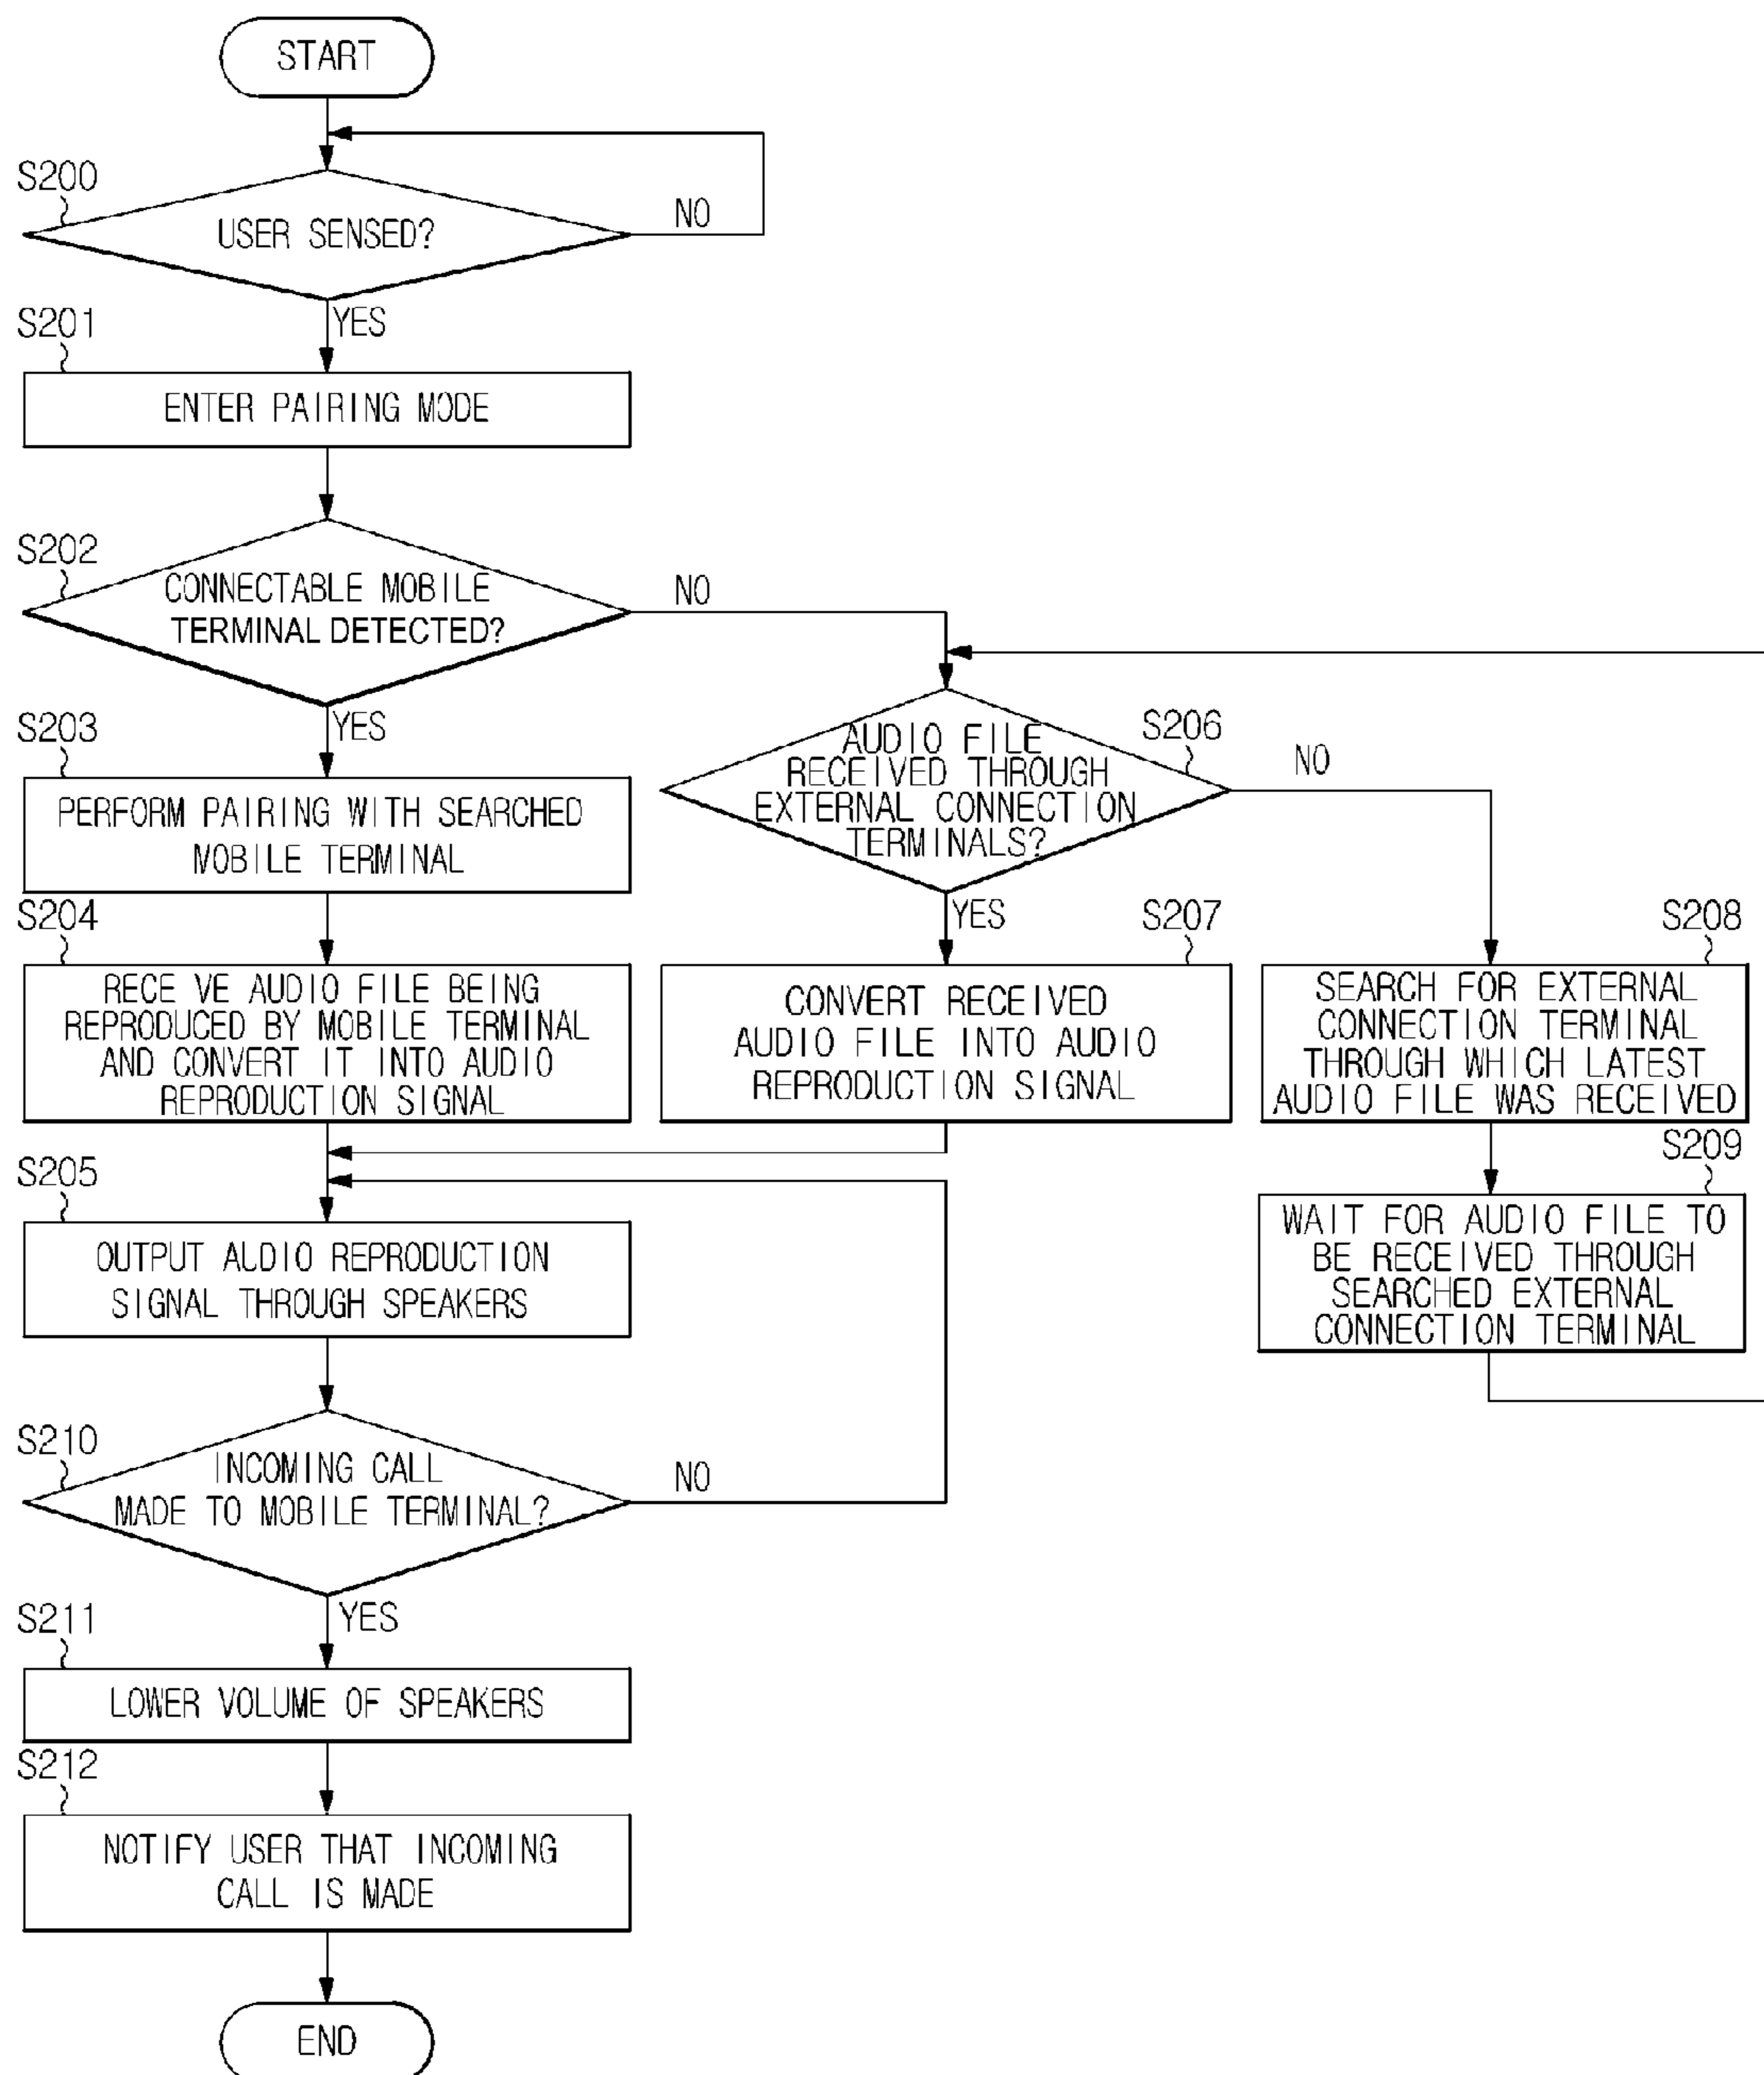 START
S200
USER SENSED?
NO
YES
S201
ENTER PAIRING MODE
S202
CONNECTABLE MOBILE
TERMINAL DETECTED?
NO
YES
S203
PERFORM PAIRING WITH SEARCHED
MOBILE TERMINAL
S204
RECE VE AUDIO FILE BEING
REPRODUCED BY MOBILE TERMINAL
AND CONVERT IT INTO AUDIO
REPRODUCTION SIGNAL
S206
AUDIO FILE
RECEIVED THROUGH
EXTERNAL CONNECTION
TERMINALS?
NO
YES
S207
CONVERT RECEIVED
AUDIO FILE INTO AUDIO
REPRODUCTION SIGNAL
S208
SEARCH FOR EXTERNAL
CONNECTION TERMINAL
THROUGH WHICH LATEST
AUDIO FILE WAS RECEIVED
S209
WAIT FOR AUDIO FILE TO
BE RECEIVED THROUGH
SEARCHED EXTERNAL
CONNECTION TERMINAL
S205
OUTPUT AUDIO REPRODUCTION
SIGNAL THROUGH SPEAKERS
S210
INCOMING CALL
MADE TO MOBILE TERMINAL?
NO
YES
S211
LOWER VOLUME OF SPEAKERS
S212
NOTIFY USER THAT INCOMING
CALL IS MADE
END